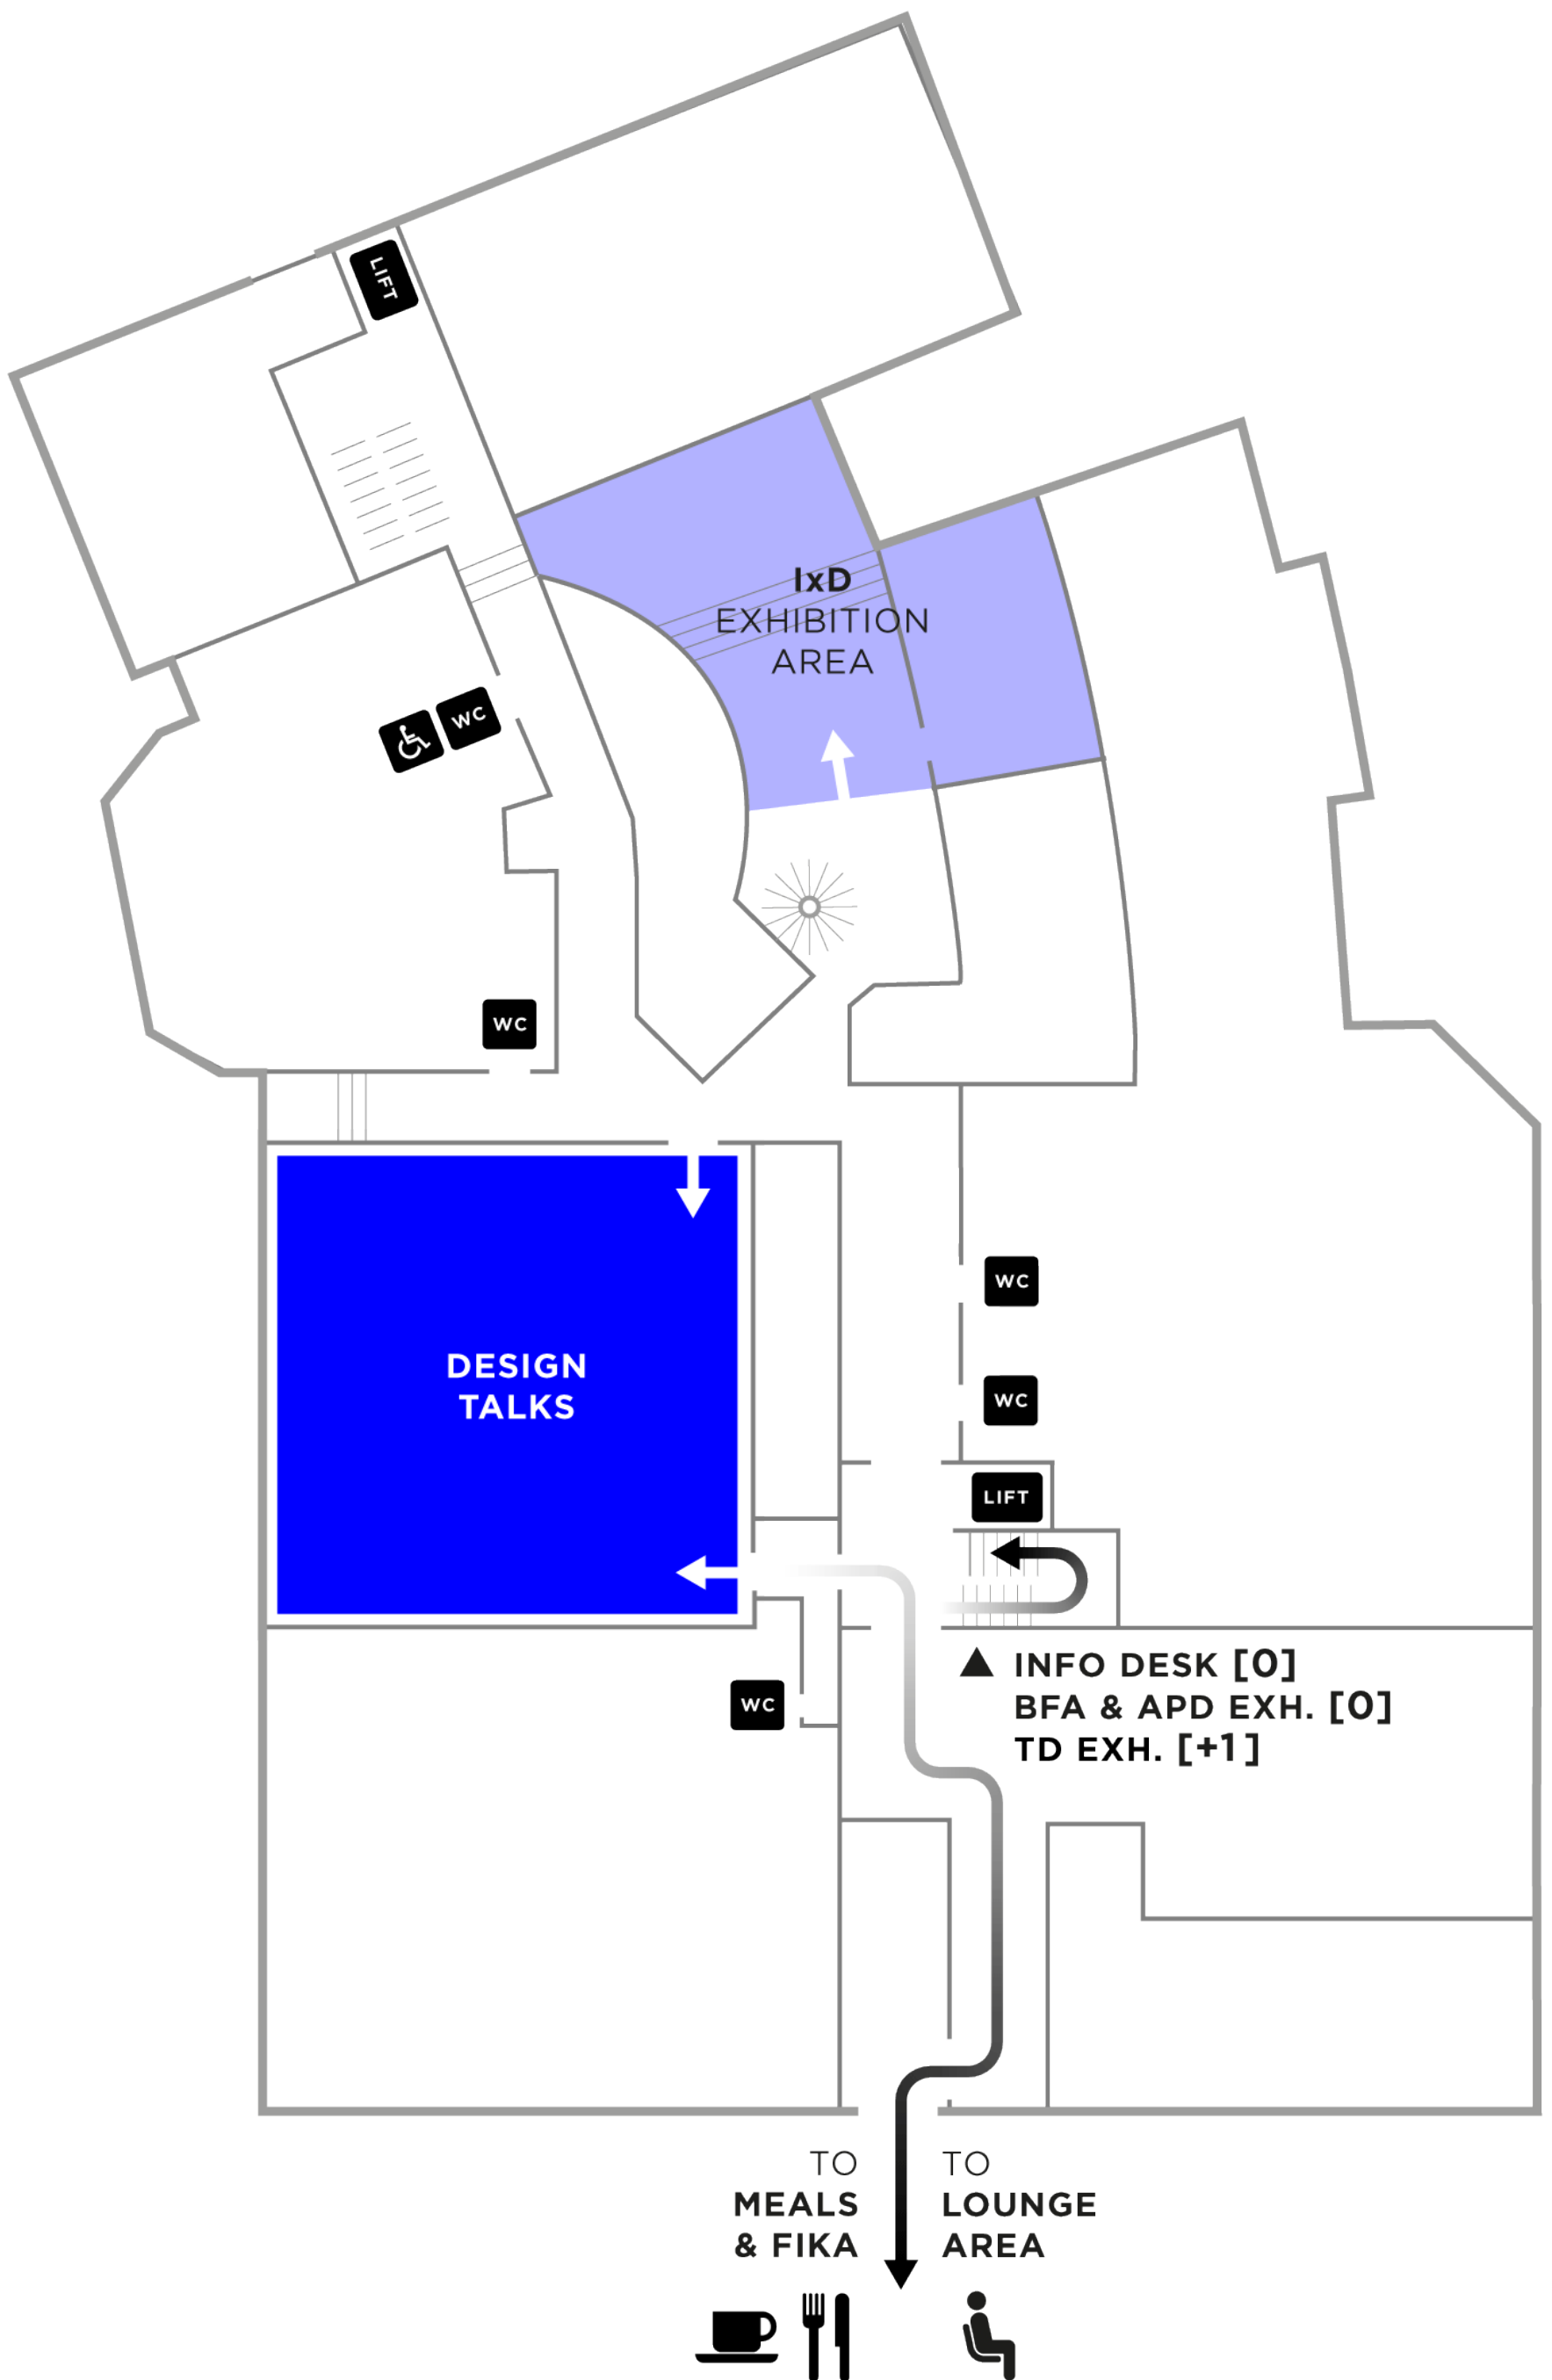 LIFT
IxD
EXHIBITION
AREA
WC
WC
DESIGN
TALKS
WC
WC
LIFT
INFO DESK [0]
BFA & APD EXH. [0]
TD EXH. [+1]
WC
TO
MEALS
& FIKA
TO
LOUNGE
AREA